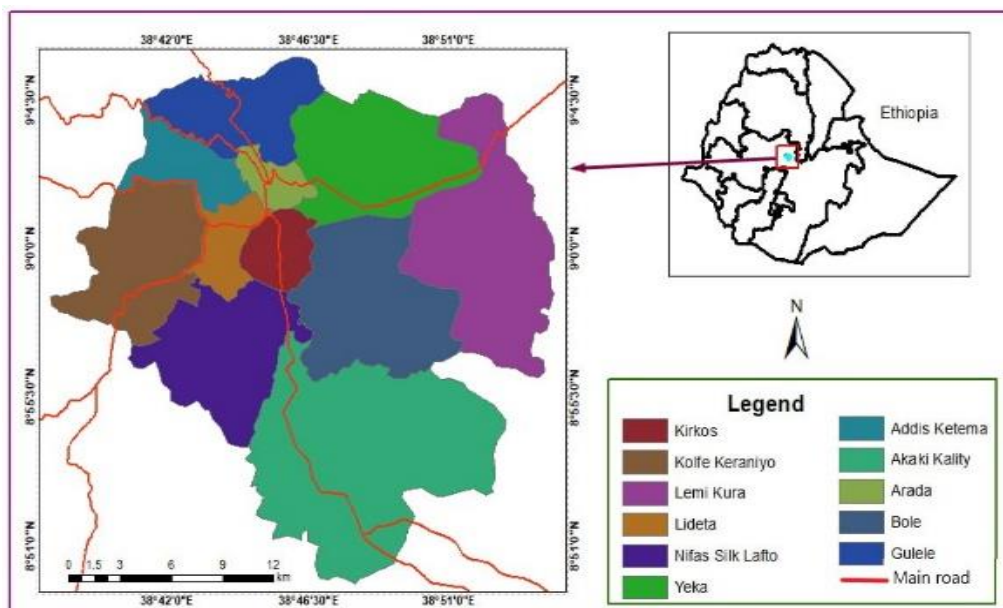 38°42'0"E 38°46'30"E 38°51'0"E
9°4'30"N
9°4'30"N
9°0'0"N
9°0'0"N
8°55'30"N
8°55'30"N
8°51'0"N
8°51'0"N
0 1.5 3 6 9 12
km
38°42'0"E 38°46'30"E 38°51'0"E
Ethiopia
N
Legend
Kirkos
Kolfe Keraniyo
Lemi Kura
Lideta
Nifas Silk Lafto
Yeka
Addis Ketema
Akaki Kality
Arada
Bole
Gulele
Main road